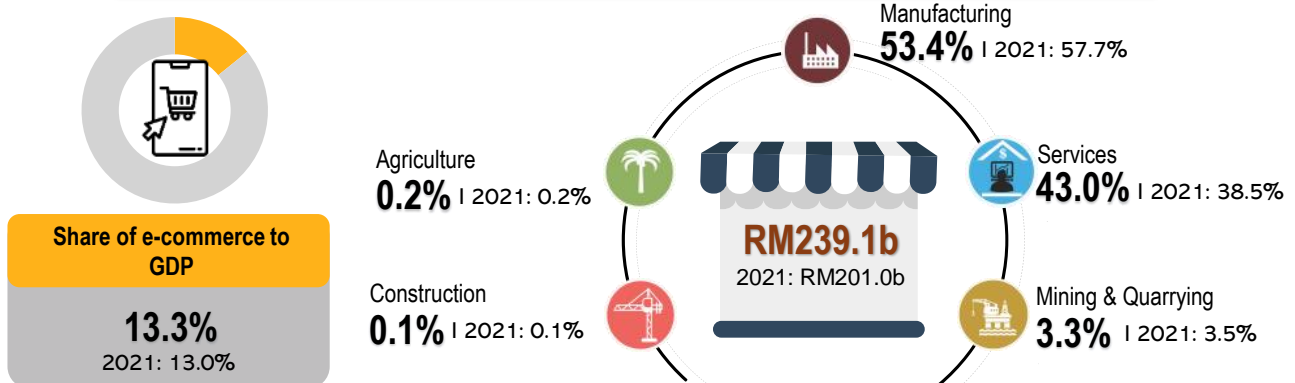 Share of e-commerce to
GDP
13.3%
2021: 13.0%
Manufacturing
53.4% I 2021: 57.7%
Agriculture
0.2% I 2021: 0.2%
Services
43.0% I 2021: 38.5%
RM239.1b
2021: RM201.0b
Construction
0.1% I 2021: 0.1%
Mining & Quarrying
3.3% I 2021: 3.5%